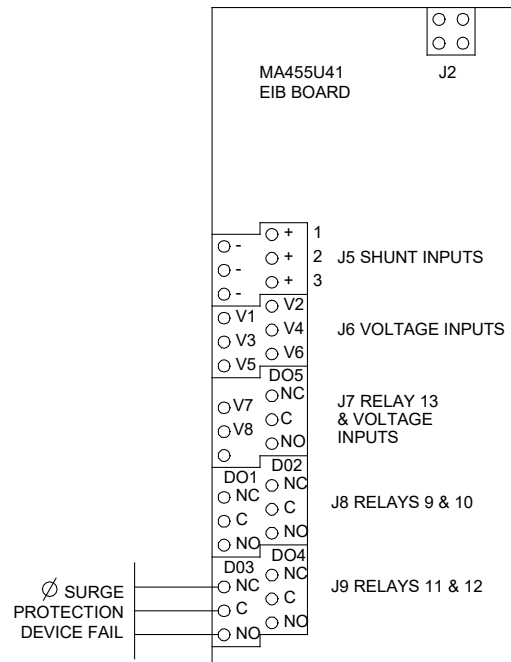 MA455U41
EIB BOARD
J2
+ 1
-
+ 2 J5 SHUNT INPUTS
-
+ 3
-
V2
V1
V4 J6 VOLTAGE INPUTS
V3
V6
V5
DO5
NC
J7 RELAY 13
& VOLTAGE
INPUTS
V7
C
V8
NO
D02
DO1
NC
NC
J8 RELAYS 9 & 10
C
C
NO
NO
DO4
D03
NC
NC
J9 RELAYS 11 & 12
C
C
NO
NO
Ø SURGE
PROTECTION
DEVICE FAIL